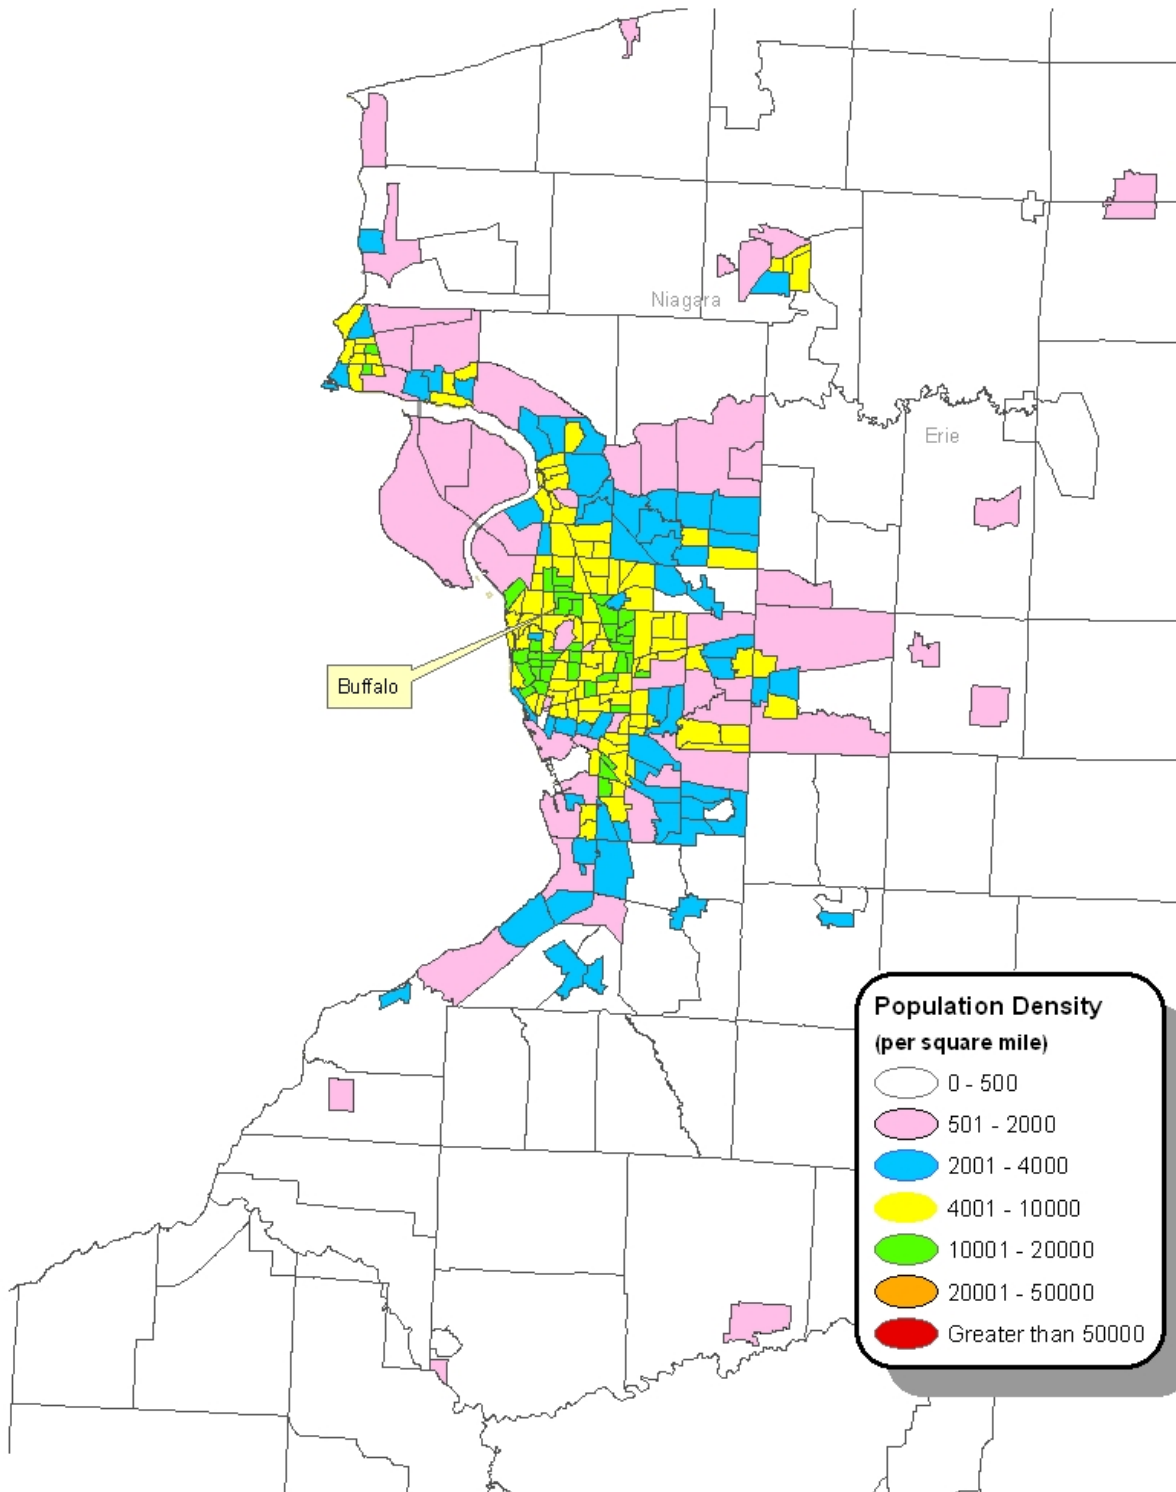 Niagara
Erie
Buffalo
Population Density
(per square mile)
0 - 500
501 - 2000
2001 - 4000
4001 - 10000
10001 - 20000
20001 - 50000
Greater than 50000